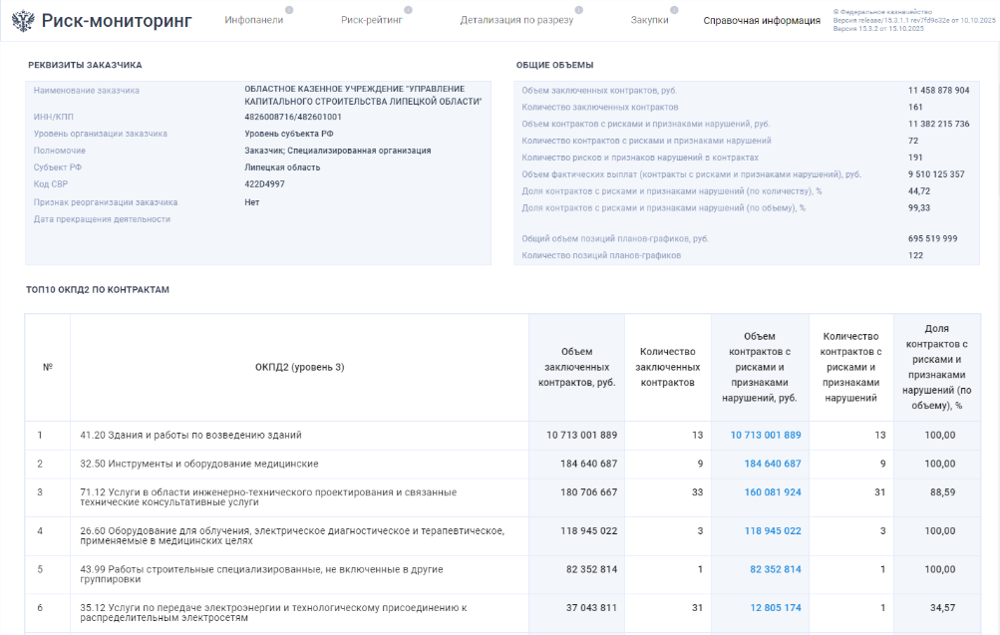 Риск-мониторинг
Инфопанели
Риск-рейтинг
Детализация по разрезу
Закупки
Справочная информация
© Федеральное казначейство
Версия release/15.3.1.1 rev7fd9c32e от 10.10.2025
Версия 15.3.2 от 15.10.2025
РЕКВИЗИТЫ ЗАКАЗЧИКА
Наименование заказчика ОБЛАСТНОЕ КАЗЕННОЕ УЧРЕЖДЕНИЕ "УПРАВЛЕНИЕ
КАПИТАЛЬНОГО СТРОИТЕЛЬСТВА ЛИПЕЦКОЙ ОБЛАСТИ"
ИНН/КПП 4826008716/482601001
Уровень организации заказчика Уровень субъекта РФ
Полномочие Заказчик; Специализированная организация
Субъект РФ Липецкая область
Код СВР 422D4997
Признак реорганизации заказчика Нет
Дата прекращения деятельности
ОБЩИЕ ОБЪЕМЫ
Объем заключенных контрактов, руб. 11 458 878 904
Количество заключенных контрактов 161
Объем контрактов с рисками и признаками нарушений, руб. 11 382 215 736
Количество контрактов с рисками и признаками нарушений 72
Количество рисков и признаков нарушений в контрактах 191
Объем фактических выплат (контракты с рисками и признаками нарушений), руб. 9 510 125 357
Доля контрактов с рисками и признаками нарушений (по количеству), % 44,72
Доля контрактов с рисками и признаками нарушений (по объему), % 99,33
Общий объем позиций планов-графиков, руб. 695 519 999
Количество позиций планов-графиков 122
ТОП10 ОКПД2 ПО КОНТРАКТАМ
№
ОКПД2 (уровень 3)
Объем
заключенных
контрактов, руб.
Количество
заключенных
контрактов
Объем
контрактов с
рисками и
признаками
нарушений, руб.
Количество
контрактов с
рисками и
признаками
нарушений
Доля
контрактов с
рисками и
признаками
нарушений (по
объему), %
1 41.20 Здания и работы по возведению зданий 10 713 001 889 13 10 713 001 889 13 100,00
2 32.50 Инструменты и оборудование медицинские 184 640 687 9 184 640 687 9 100,00
3 71.12 Услуги в области инженерно-технического проектирования и связанные
технические консультативные услуги 180 706 667 33 160 081 924 31 88,59
4 26.60 Оборудование для облучения, электрическое диагностическое и терапевтическое,
применяемые в медицинских целях 118 945 022 3 118 945 022 3 100,00
5 43.99 Работы строительные специализированные, не включенные в другие
группировки 82 352 814 1 82 352 814 1 100,00
6 35.12 Услуги по передаче электроэнергии и технологическому присоединению к
распределительным электросетям 37 043 811 31 12 805 174 1 34,57